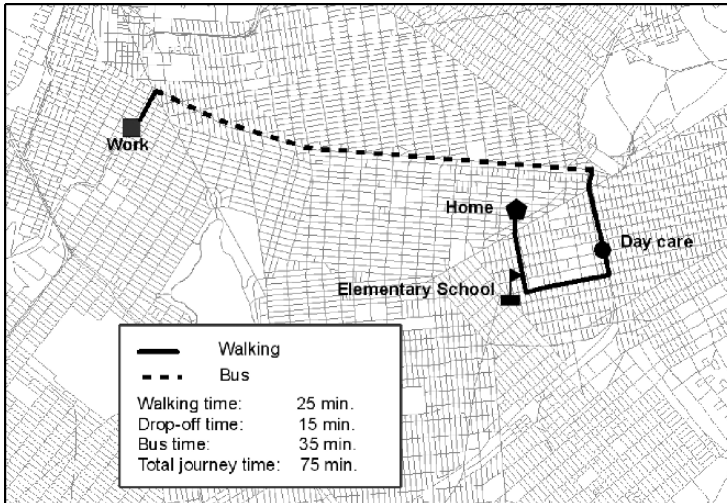 Work
Home
Day care
Elementary School
Walking
Bus
Walking time: 25 min.
Drop-off time: 15 min.
Bus time: 35 min.
Total journey time: 75 min.